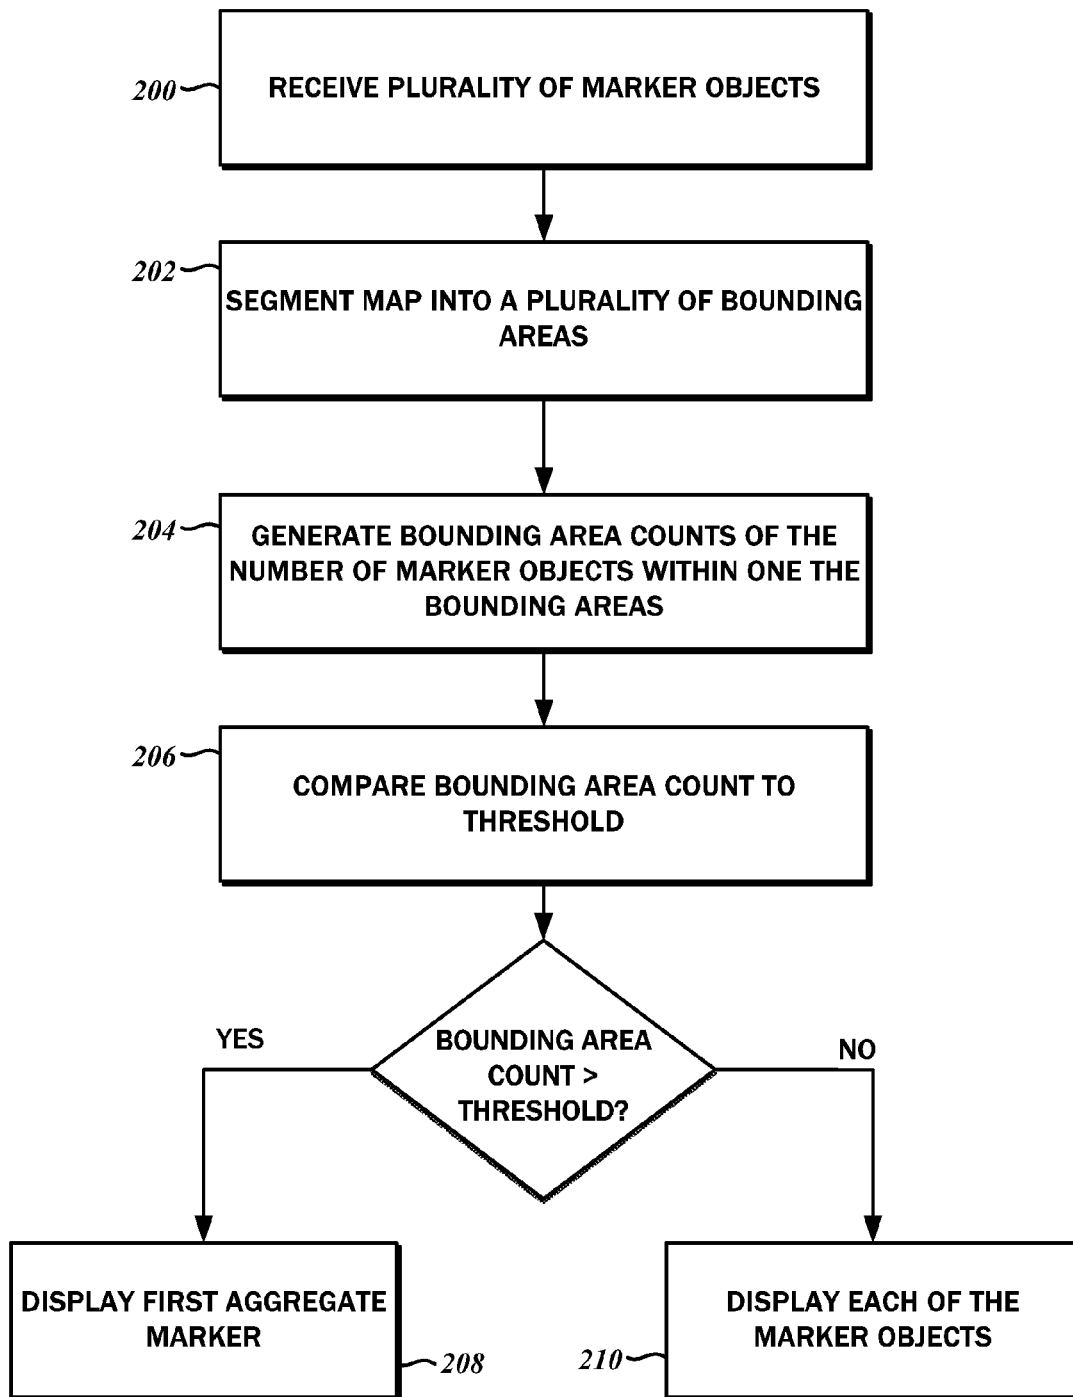 200
RECEIVE PLURALITY OF MARKER OBJECTS
202
SEGMENT MAP INTO A PLURALITY OF BOUNDING
AREAS
204
GENERATE BOUNDING AREA COUNTS OF THE
NUMBER OF MARKER OBJECTS WITHIN ONE THE
BOUNDING AREAS
206
COMPARE BOUNDING AREA COUNT TO
THRESHOLD
BOUNDING AREA
COUNT >
THRESHOLD?
YES
NO
DISPLAY FIRST AGGREGATE
MARKER
208
DISPLAY EACH OF THE
MARKER OBJECTS
210